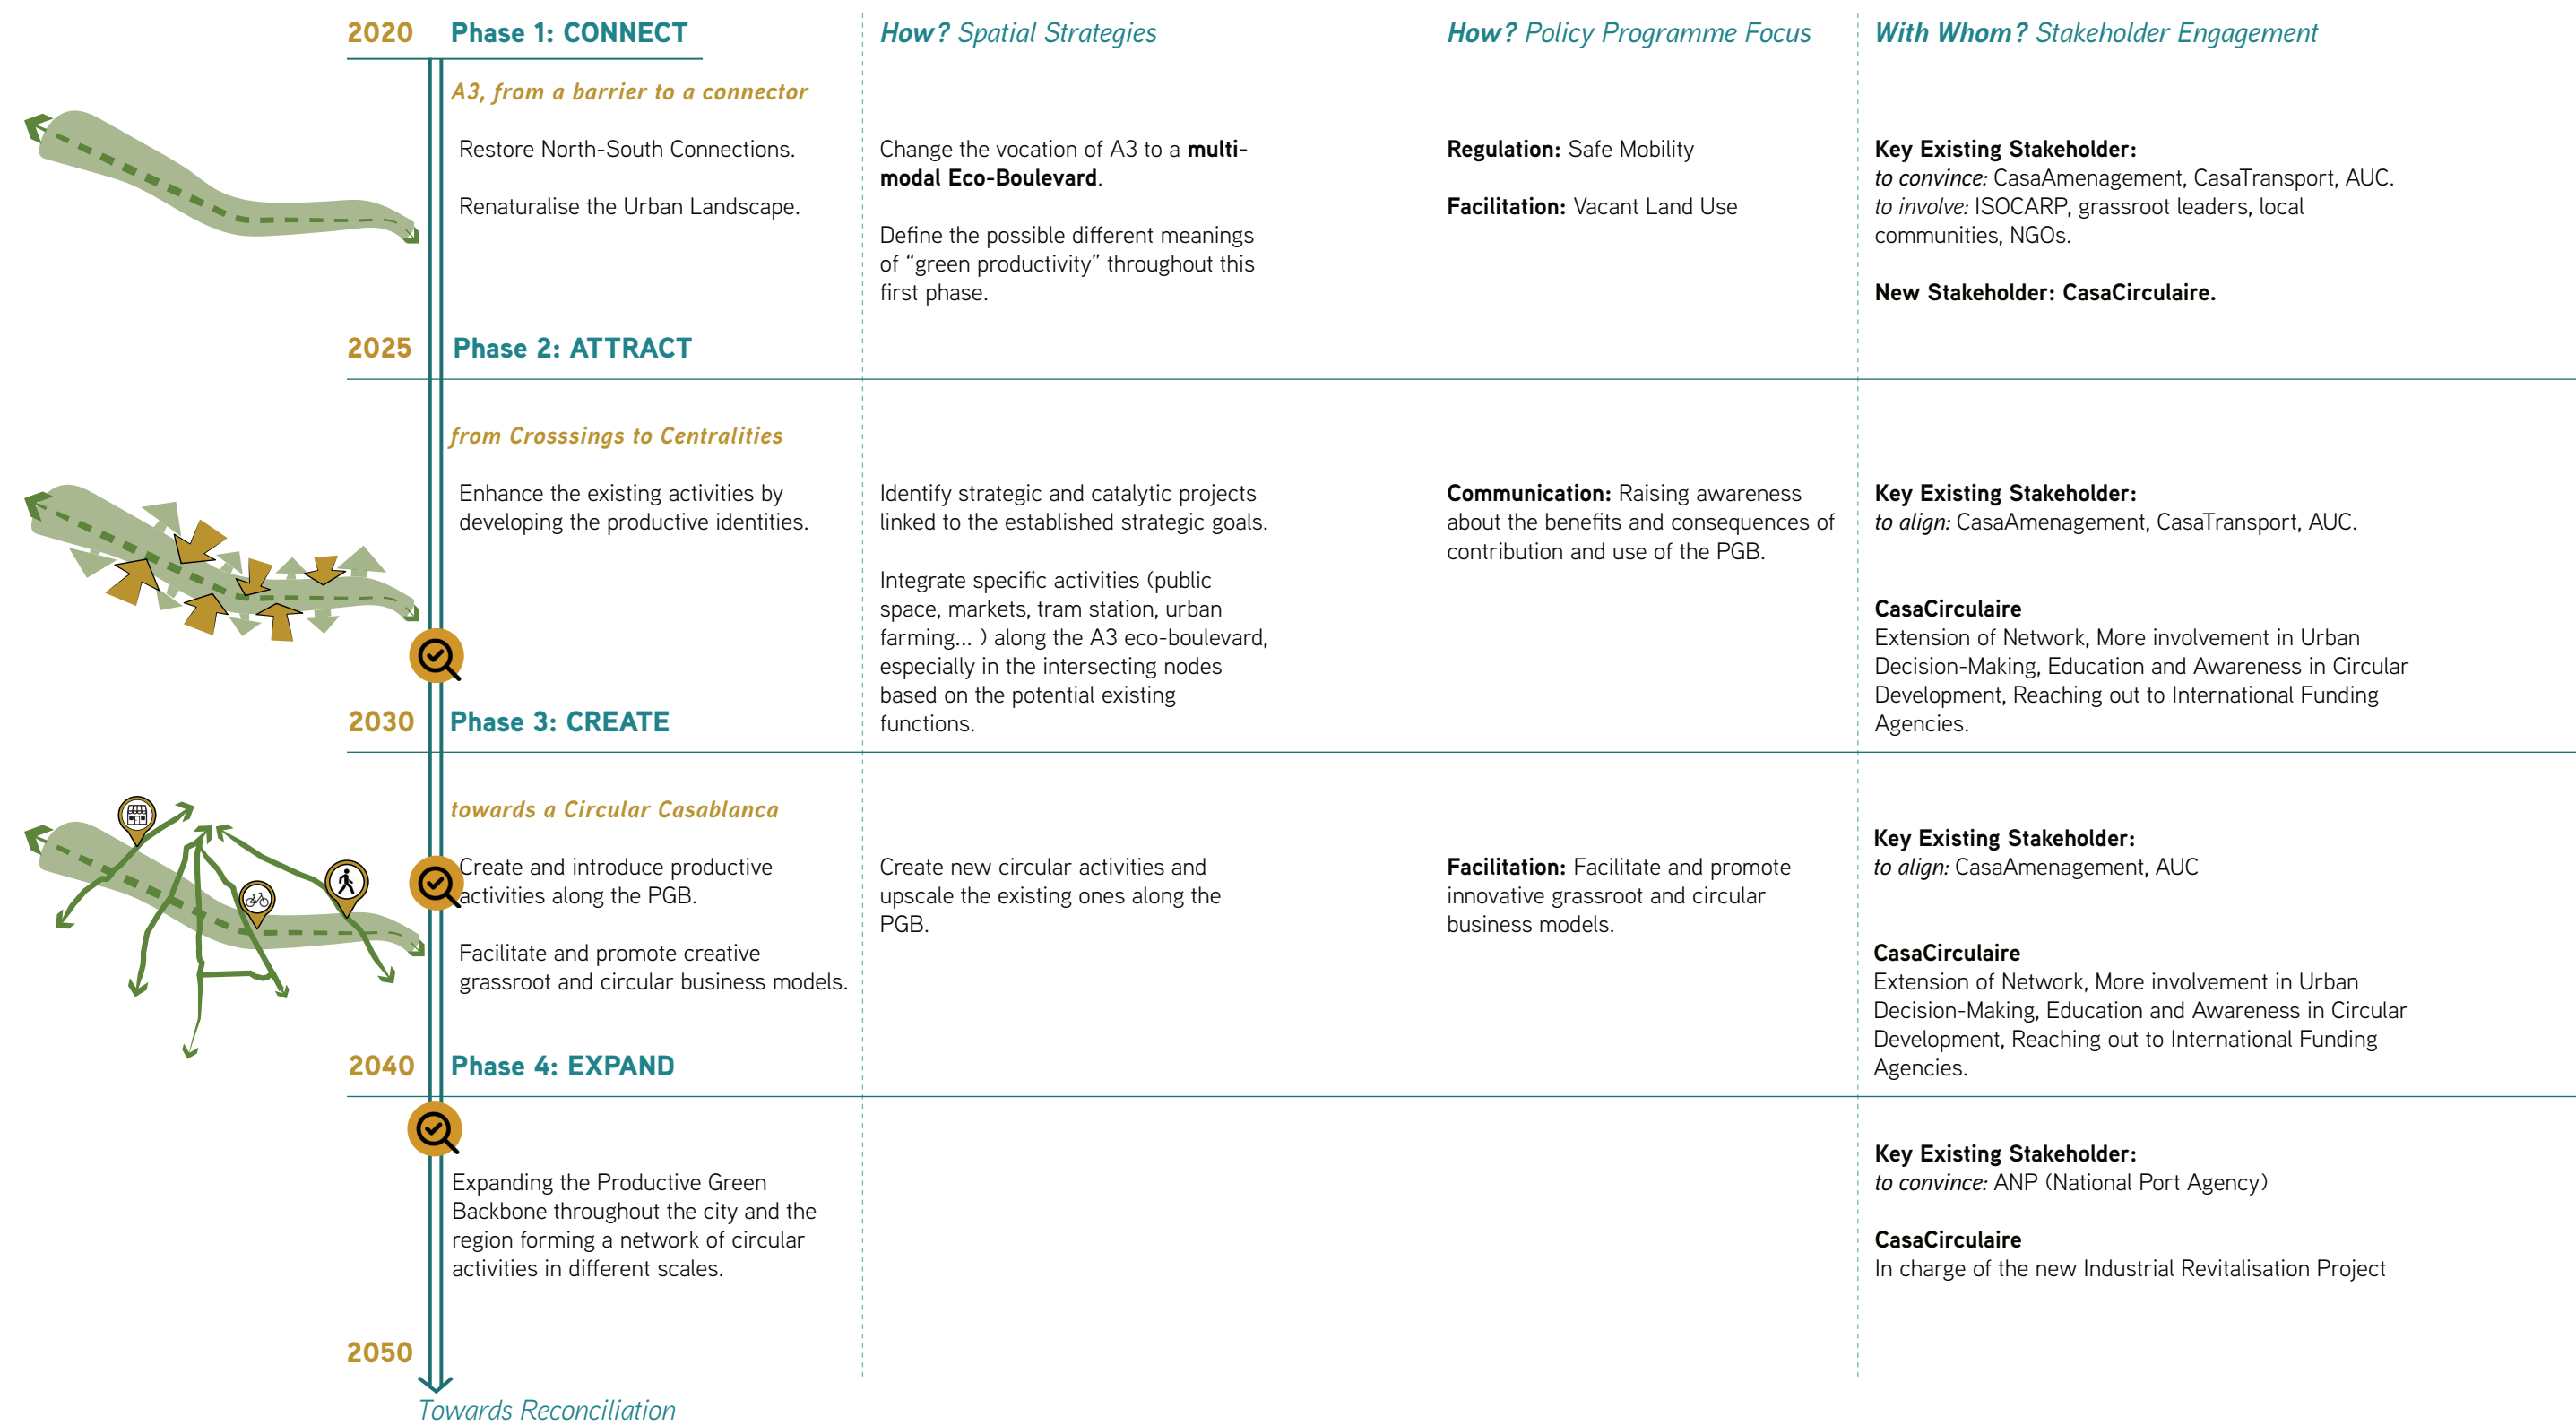 2020 Phase 1: CONNECT
How? Spatial Strategies
How? Policy Programme Focus
With Whom? Stakeholder Engagement
A3, from a barrier to a connector
Restore North-South Connections.
Renaturalise the Urban Landscape.
Change the vocation of A3 to a multi-
modal Eco-Boulevard.
Define the possible different meanings
of “green productivity” throughout this
first phase.
Regulation: Safe Mobility
Facilitation: Vacant Land Use
Key Existing Stakeholder:
to convince: CasaAmenagement, CasaTransport, AUC.
to involve: ISOCARP, grassroot leaders, local
communities, NGOs.
New Stakeholder: CasaCirculaire.
2025 Phase 2: ATTRACT
from Crosssings to Centralities
Enhance the existing activities by
developing the productive identities.
Identify strategic and catalytic projects
linked to the established strategic goals.
Integrate specific activities (public
space, markets, tram station, urban
farming... ) along the A3 eco-boulevard,
especially in the intersecting nodes
based on the potential existing
functions.
Communication: Raising awareness
about the benefits and consequences of
contribution and use of the PGB.
Key Existing Stakeholder:
to align: CasaAmenagement, CasaTransport, AUC.
CasaCirculaire
Extension of Network, More involvement in Urban
Decision-Making, Education and Awareness in Circular
Development, Reaching out to International Funding
Agencies.
2030 Phase 3: CREATE
towards a Circular Casablanca
Create and introduce productive
activities along the PGB.
Facilitate and promote creative
grassroot and circular business models.
Create new circular activities and
upscale the existing ones along the
PGB.
Facilitation: Facilitate and promote
innovative grassroot and circular
business models.
Key Existing Stakeholder:
to align: CasaAmenagement, AUC
CasaCirculaire
Extension of Network, More involvement in Urban
Decision-Making, Education and Awareness in Circular
Development, Reaching out to International Funding
Agencies.
2040 Phase 4: EXPAND
Expanding the Productive Green
Backbone throughout the city and the
region forming a network of circular
activities in different scales.
Key Existing Stakeholder:
to convince: ANP (National Port Agency)
CasaCirculaire
In charge of the new Industrial Revitalisation Project
2050
Towards Reconciliation